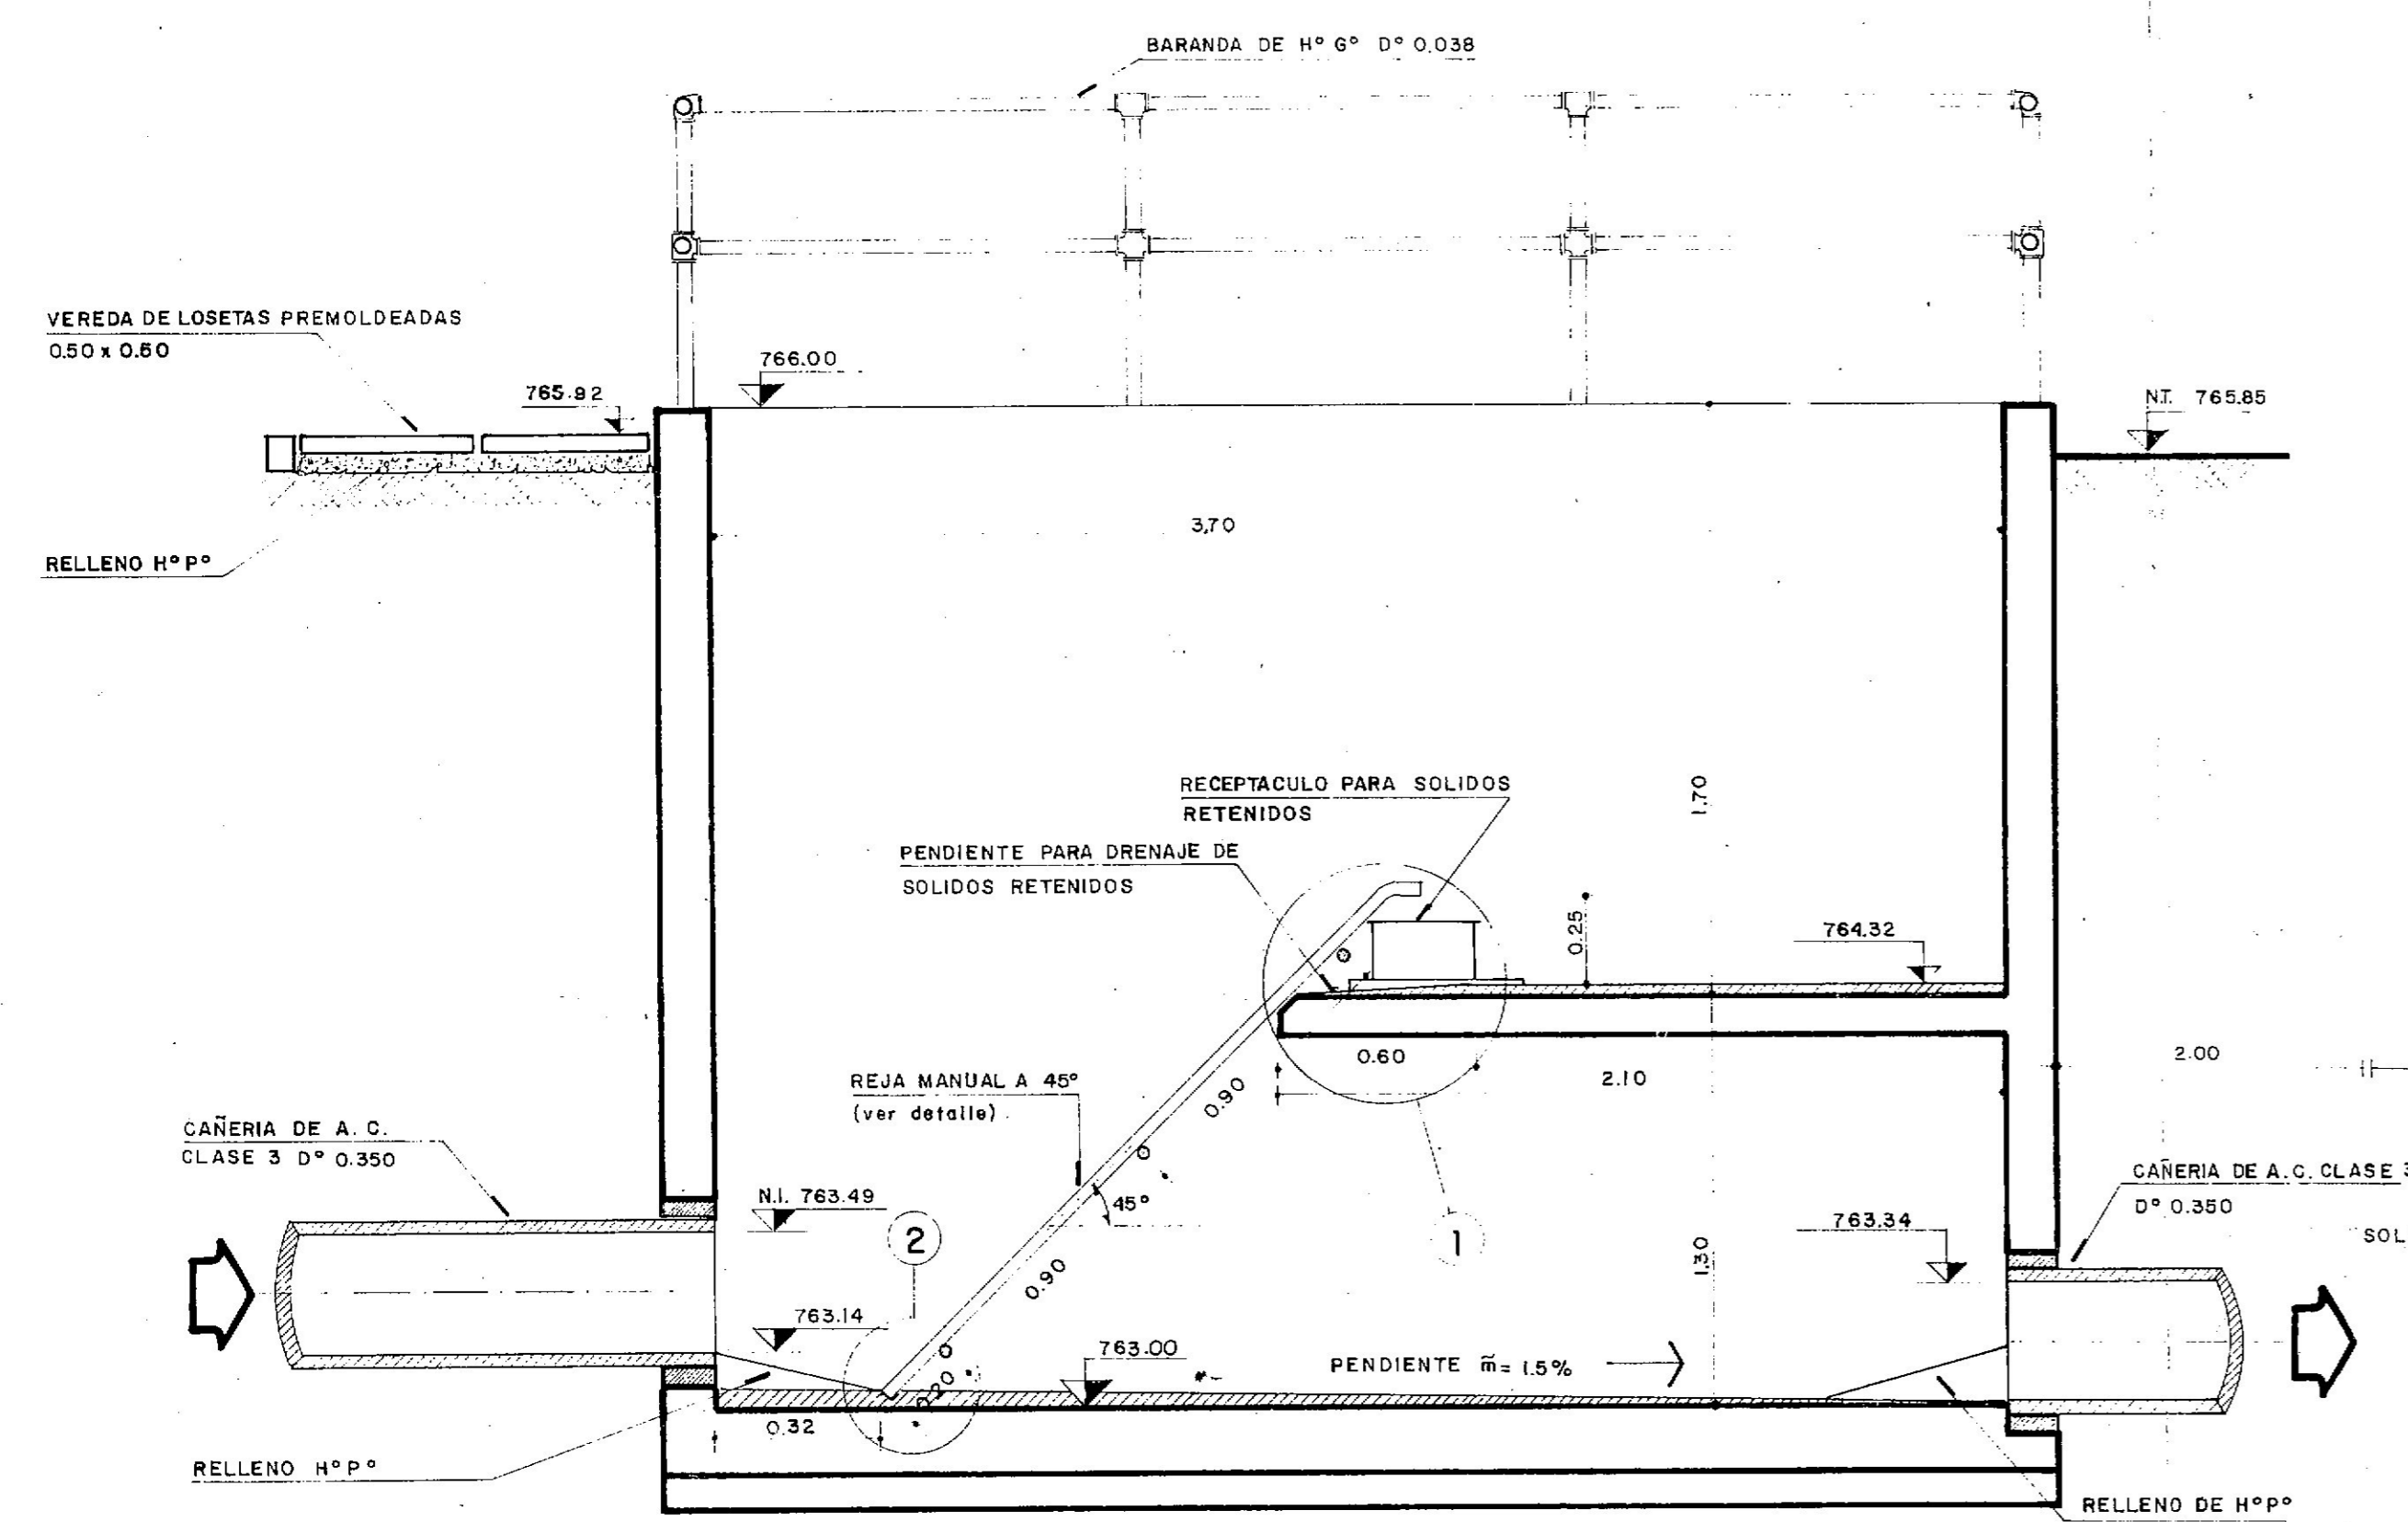 BARANDA DE Hº Gº Dº 0.038
VEREDA DE LOSETAS PREMOLDEADAS
0.50 x 0.50
766.00
765.92
N.T. 765.85
3.70
RELLENO HºPº
RECEPTACULO PARA SOLIDOS
RETENIDOS
1.70
PENDIENTE PARA DRENAJE DE
SOLIDOS RETENIDOS
0.25
764.32
0.60
2.10
2.00
REJA MANUAL A 45º
(ver detalle)
0.90
CAÑERIA DE A. C.
CLASE 3 Dº 0.350
CAÑERIA DE A.C. CLASE 3
Dº 0.350
N.I. 763.49
45º
763.34
SOL
2
1
0.90
1.30
763.14
763.00
PENDIENTE m̃= 1.5%
0.20
0.32
RELLENO HºPº
RELLENO DE HºPº